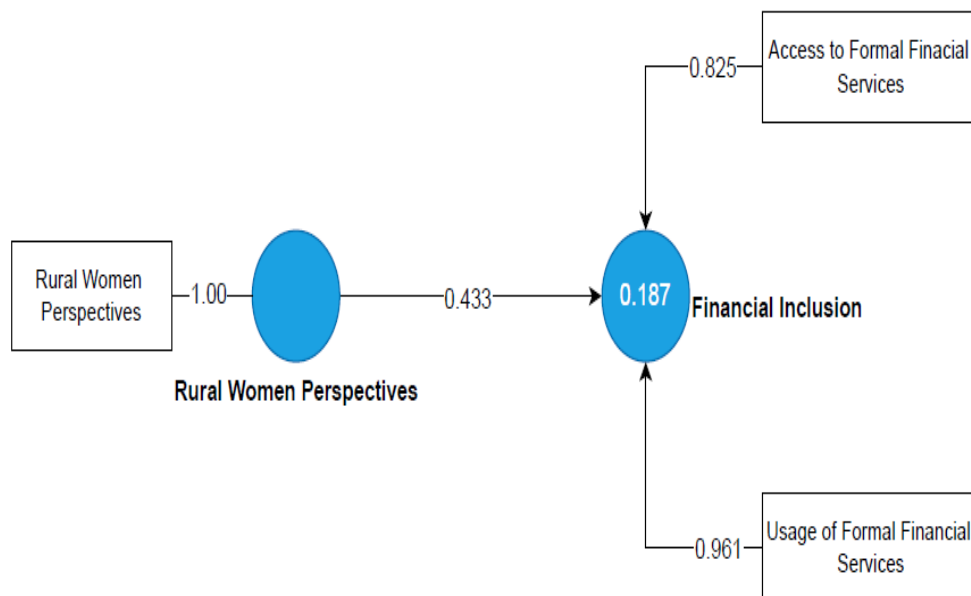 Access to Formal Finacial
Services
0.825
Rural Women
Perspectives
1.00
0.433
0.187
Financial Inclusion
Rural Women Perspectives
Usage of Formal Financial
Services
0.961